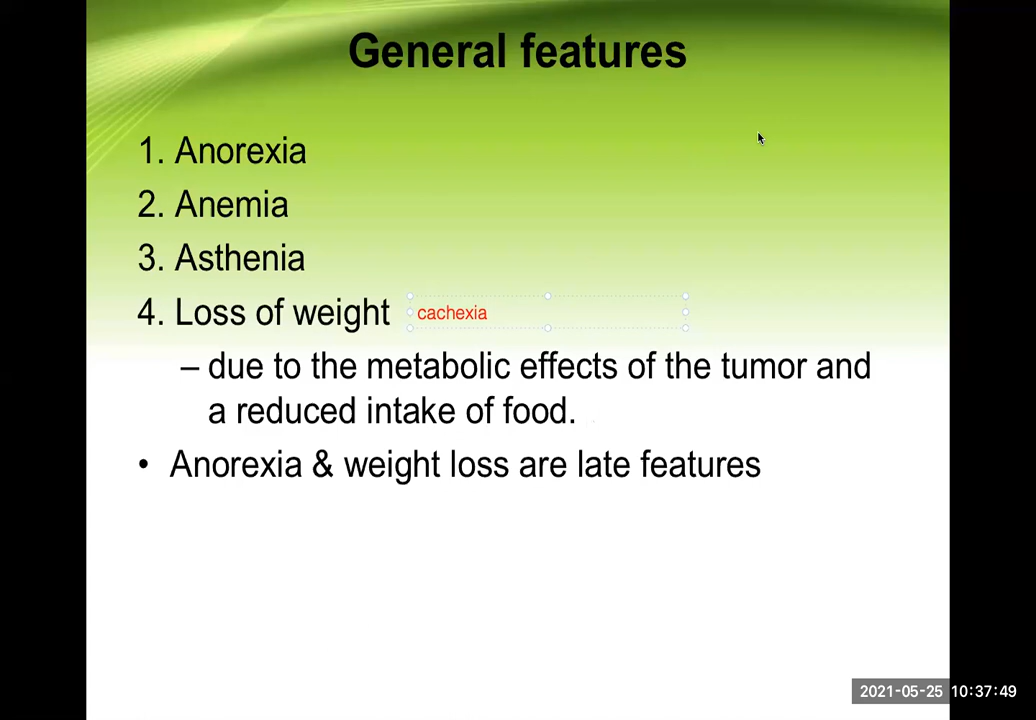 General features
1. Anorexia
2. Anemia
3. Asthenia
4. Loss of weight cachexia
– due to the metabolic effects of the tumor and
a reduced intake of food.
• Anorexia & weight loss are late features
2021-05-25 10:37:49